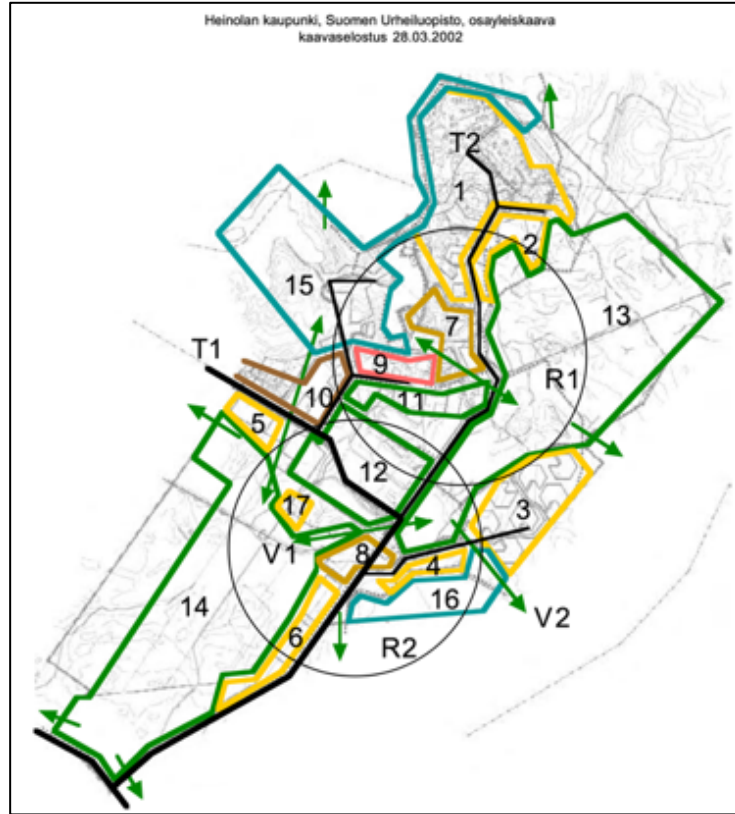 Heinolan kaupunki, Suomen Urheiluopisto, osayleiskaava
kaavaselostus 28.03.2002
T2
1
2
15
13
7
T1
9
R1
10
11
5
12
17
3
V1
8
4
14
16
V2
6
R2